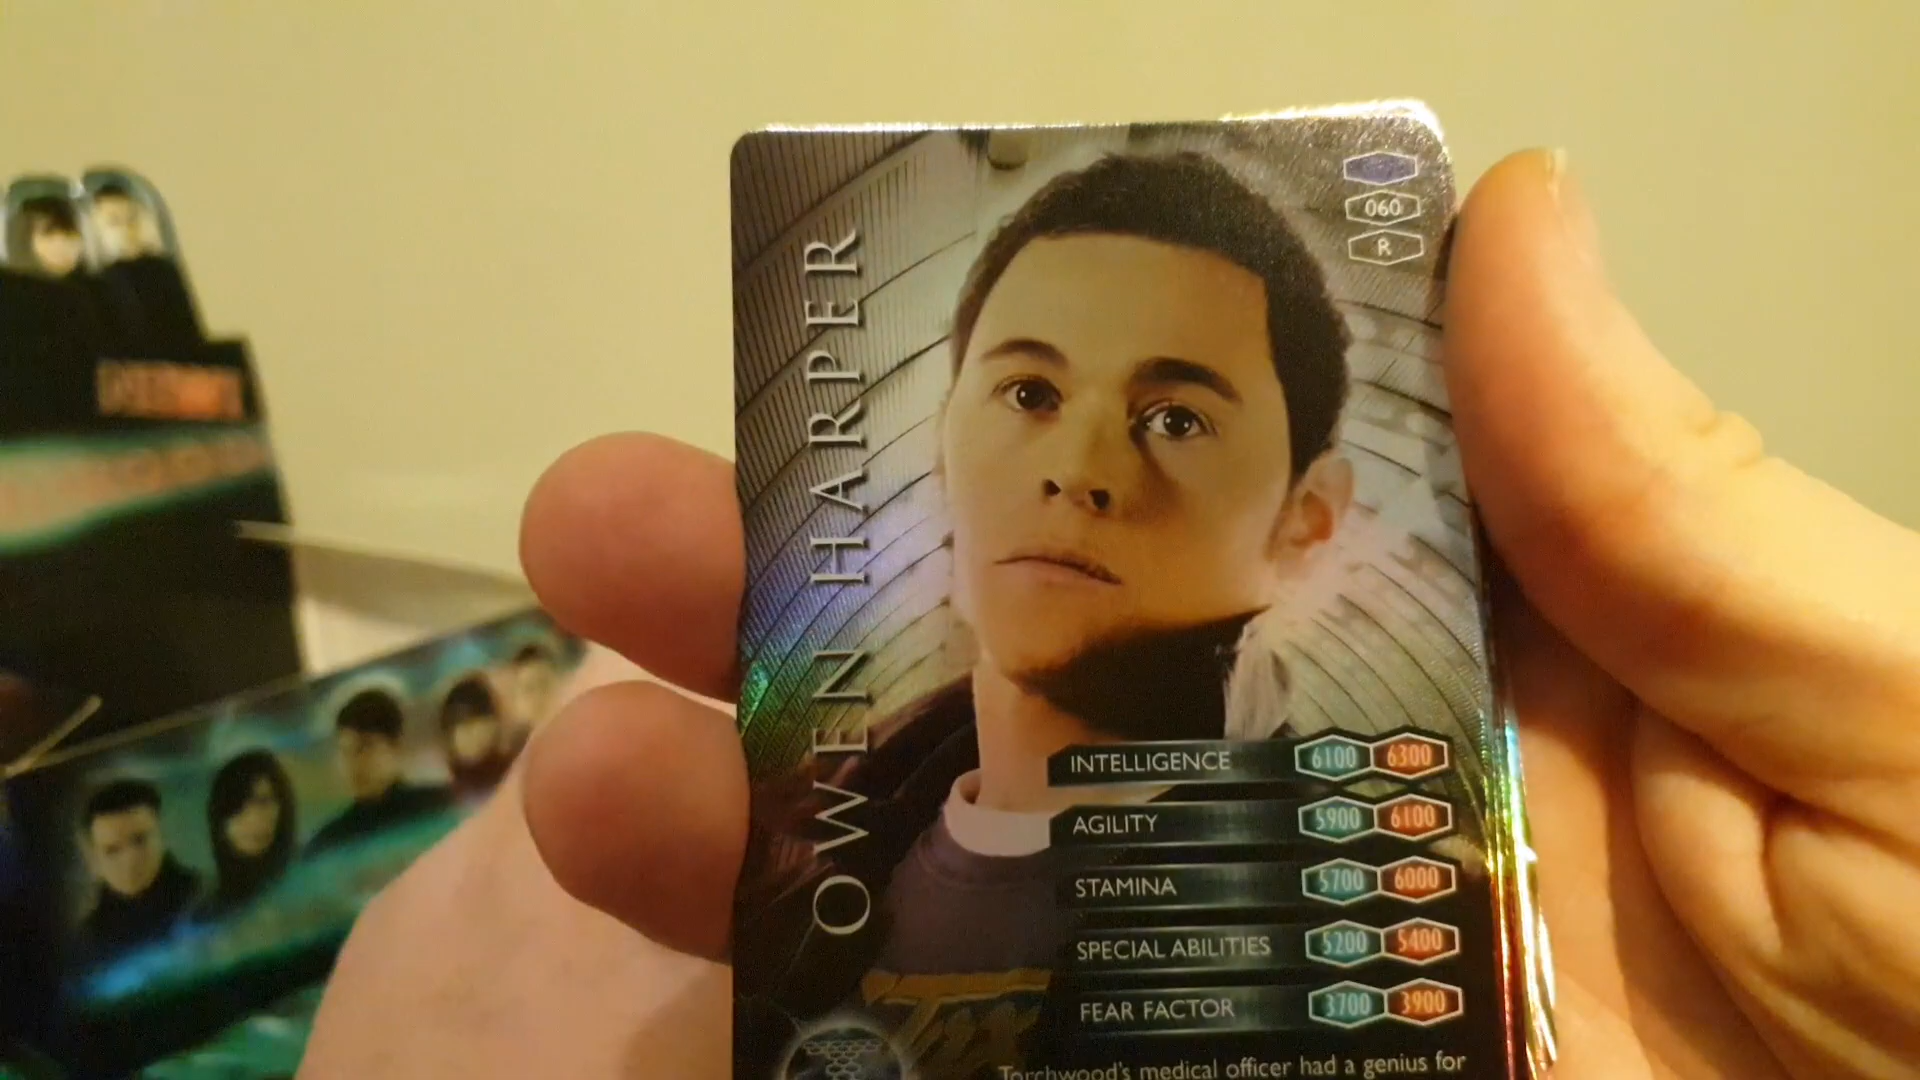 060
R
OWEN HARPER
INTELLIGENCE 6100 6300
AGILITY 5900 6100
STAMINA 5700 6000
SPECIAL ABILITIES 5200 5400
FEAR FACTOR 3700 3900
Torchwood's medical officer had a genius for